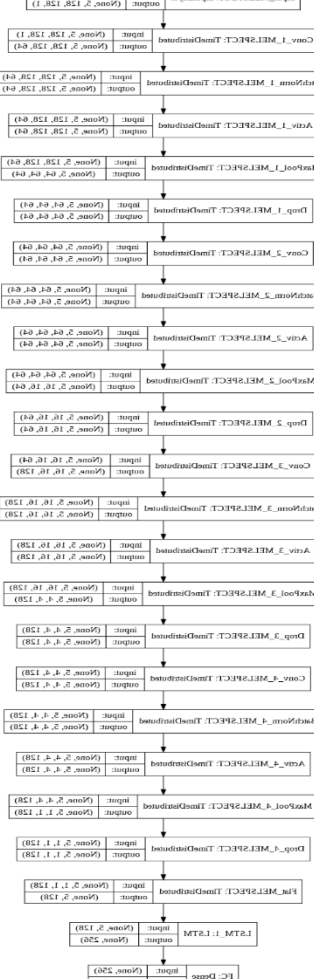 output: (None, 5, 128, 128, 1)
Conv_1_MELSPECT: TimeDistributed input: (None, 5, 128, 128, 1)
output: (None, 5, 128, 128, 64)
tchNorm_1_MELSPECT: TimeDistributed input: (None, 5, 128, 128, 64)
output: (None, 5, 128, 128, 64)
Activ_1_MELSPECT: TimeDistributed input: (None, 5, 128, 128, 64)
output: (None, 5, 128, 128, 64)
MaxPool_1_MELSPECT: TimeDistributed input: (None, 5, 128, 128, 64)
output: (None, 5, 64, 64, 64)
Drop_1_MELSPECT: TimeDistributed input: (None, 5, 64, 64, 64)
output: (None, 5, 64, 64, 64)
Conv_2_MELSPECT: TimeDistributed input: (None, 5, 64, 64, 64)
output: (None, 5, 64, 64, 64)
atchNorm_2_MELSPECT: TimeDistributed input: (None, 5, 64, 64, 64)
output: (None, 5, 64, 64, 64)
Activ_2_MELSPECT: TimeDistributed input: (None, 5, 64, 64, 64)
output: (None, 5, 64, 64, 64)
MaxPool_2_MELSPECT: TimeDistributed input: (None, 5, 64, 64, 64)
output: (None, 5, 16, 16, 64)
Drop_2_MELSPECT: TimeDistributed input: (None, 5, 16, 16, 64)
output: (None, 5, 16, 16, 64)
Conv_3_MELSPECT: TimeDistributed input: (None, 5, 16, 16, 64)
output: (None, 5, 16, 16, 128)
tchNorm_3_MELSPECT: TimeDistributed input: (None, 5, 16, 16, 128)
output: (None, 5, 16, 16, 128)
Activ_3_MELSPECT: TimeDistributed input: (None, 5, 16, 16, 128)
output: (None, 5, 16, 16, 128)
MaxPool_3_MELSPECT: TimeDistributed input: (None, 5, 16, 16, 128)
output: (None, 5, 4, 4, 128)
Drop_3_MELSPECT: TimeDistributed input: (None, 5, 4, 4, 128)
output: (None, 5, 4, 4, 128)
Conv_4_MELSPECT: TimeDistributed input: (None, 5, 4, 4, 128)
output: (None, 5, 4, 4, 128)
BatchNorm_4_MELSPECT: TimeDistributed input: (None, 5, 4, 4, 128)
output: (None, 5, 4, 4, 128)
Activ_4_MELSPECT: TimeDistributed input: (None, 5, 4, 4, 128)
output: (None, 5, 4, 4, 128)
MaxPool_4_MELSPECT: TimeDistributed input: (None, 5, 4, 4, 128)
output: (None, 5, 1, 1, 128)
Drop_4_MELSPECT: TimeDistributed input: (None, 5, 1, 1, 128)
output: (None, 5, 1, 1, 128)
Flat_MELSPECT: TimeDistributed input: (None, 5, 1, 1, 128)
output: (None, 5, 128)
LSTM_1: LSTM input: (None, 5, 128)
output: (None, 256)
FC: Dense input: (None, 256)